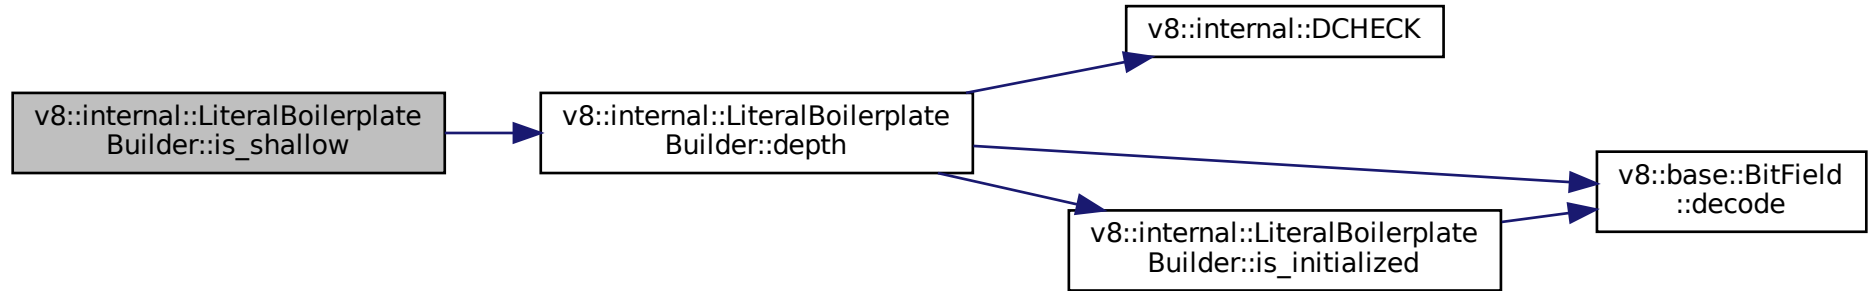 v8::internal::LiteralBoilerplate
Builder::is_shallow
v8::internal::LiteralBoilerplate
Builder::depth
v8::internal::DCHECK
v8::base::BitField
::decode
v8::internal::LiteralBoilerplate
Builder::is_initialized